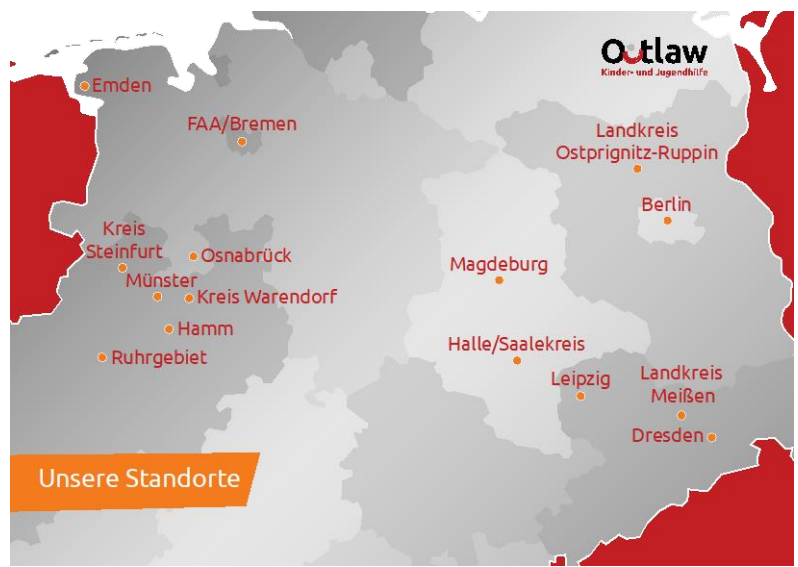 Outlaw
Kinder- und Jugendhilfe
Emden
FAA/Bremen
Landkreis
Ostprignitz-Ruppin
Berlin
Kreis
Steinfurt
Osnabrück
Münster
Kreis Warendorf
Magdeburg
Hamm
Halle/Saalekreis
Ruhrgebiet
Leipzig
Landkreis
Meißen
Dresden
Unsere Standorte